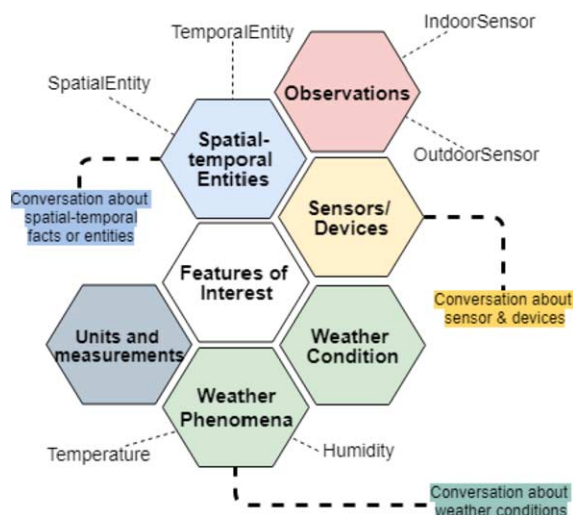 TemporalEntity
IndoorSensor
SpatialEntity
Observations
Spatial-
temporal
Entities
OutdoorSensor
Conversation about
spatial-temporal
facts or entities
Sensors/
Devices
Features of
Interest
Conversation about
sensor & devices
Units and
measurements
Weather
Condition
Weather
Phenomena
Temperature
Humidity
Conversation about
weather conditions